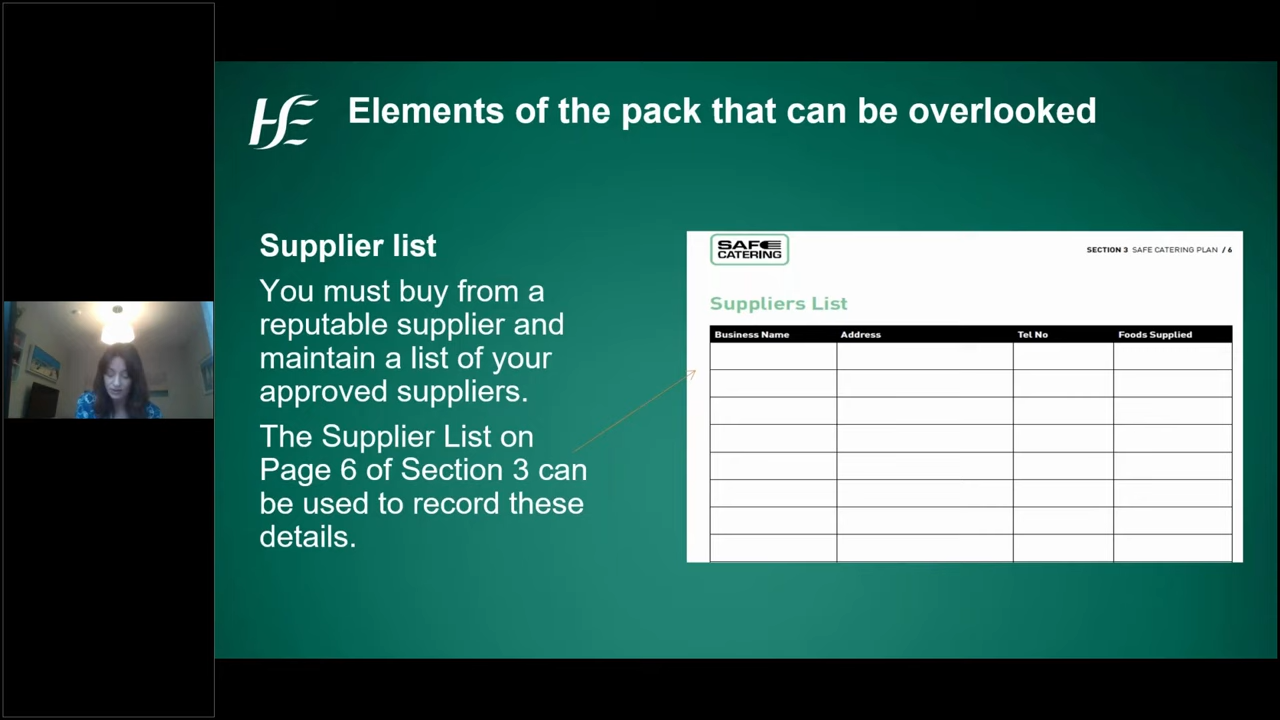 HSE
Elements of the pack that can be overlooked
Supplier list
You must buy from a
reputable supplier and
maintain a list of your
approved suppliers.
The Supplier List on
Page 6 of Section 3 can
be used to record these
details.
SAFE
CATERING
SECTION 3 SAFE CATERING PLAN / 6
Suppliers List
Business Name Address Tel No Foods Supplied